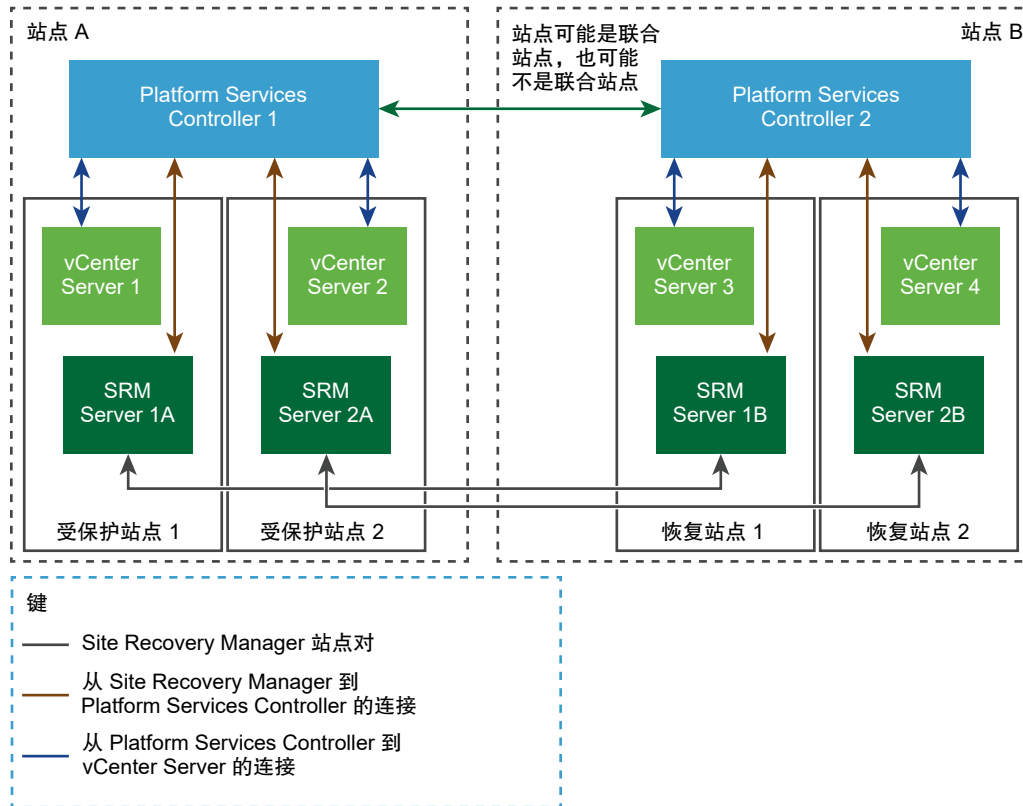 站点 A
站点可能是联合
站点，也可能
不是联合站点
站点 B
Platform Services
Controller 1
Platform Services
Controller 2
vCenter
Server 1
vCenter
Server 2
vCenter
Server 3
vCenter
Server 4
SRM
Server 1A
SRM
Server 2A
SRM
Server 1B
SRM
Server 2B
受保护站点 1
受保护站点 2
恢复站点 1
恢复站点 2
键
Site Recovery Manager 站点对
从 Site Recovery Manager 到
Platform Services Controller 的连接
从 Platform Services Controller 到
vCenter Server 的连接